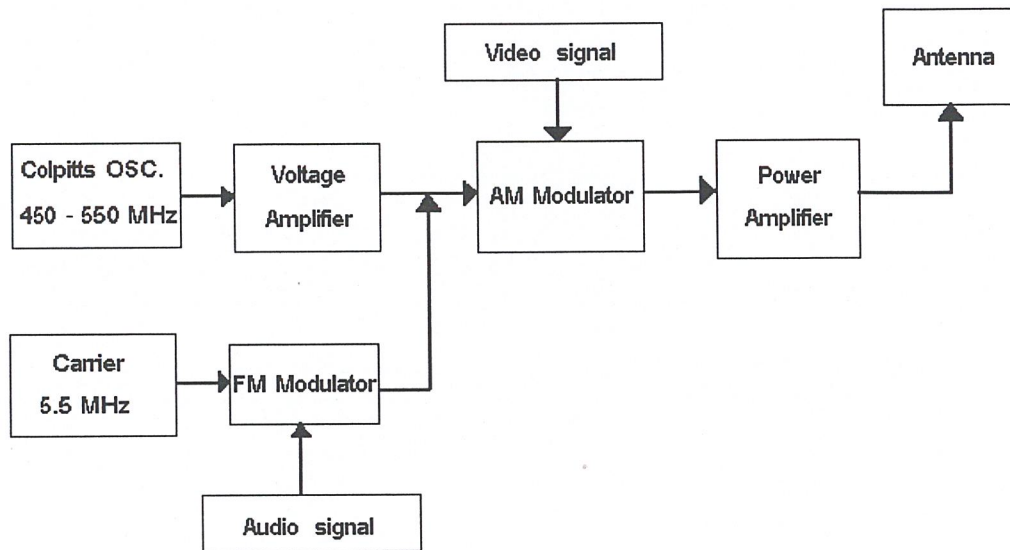 Video signal
Antenna
Colpitts OSC.
450 - 550 MHz
Voltage
Amplifier
AM Modulator
Power
Amplifier
Carrier
5.5 MHz
FM Modulator
Audio signal